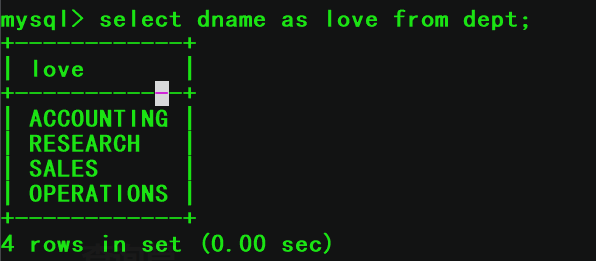 mysql> select dname as love from dept;
+------------+
| love       |
+------------+
| ACCOUNTING |
| RESEARCH   |
| SALES      |
| OPERATIONS |
+------------+
4 rows in set (0.00 sec)